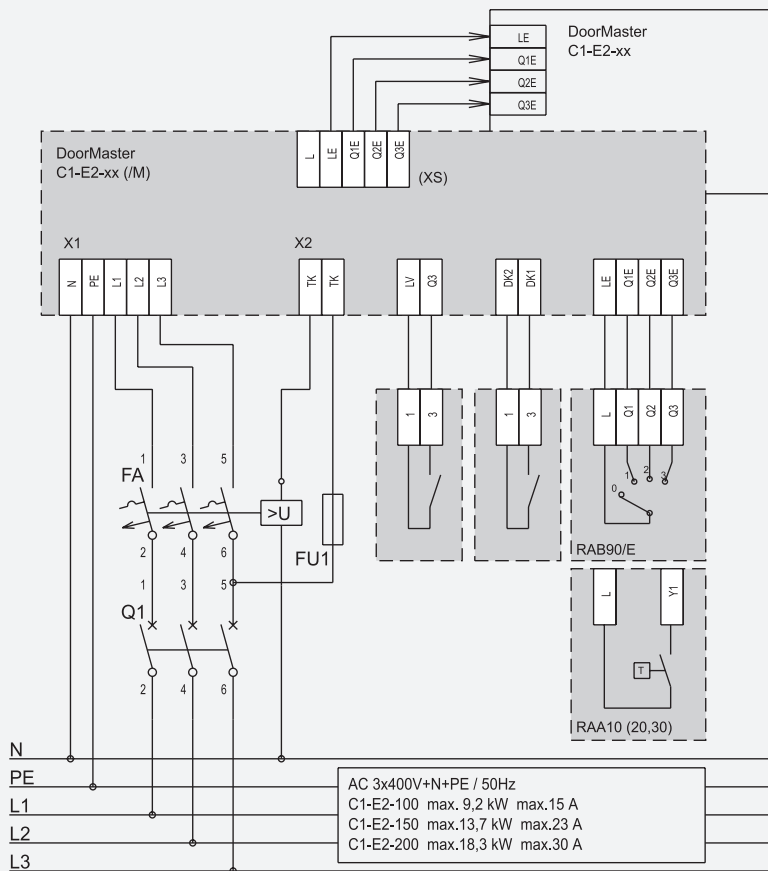 DoorMaster
C1-E2-xx
LE
Q1E
Q2E
Q3E
DoorMaster
C1-E2-xx (/M)
L
LE
Q1E
Q2E
Q3E
(XS)
X1
X2
N
PE
L1
L2
L3
TK
TK
LV
Q3
DK2
DK1
LE
Q1E
Q2E
Q3E
1
3
1
3
L
Q1
Q2
Q3
1
3
5
FA
2
4
6
>U
FU1
0
1
2
3
RAB90/E
1
3
5
Q1
2
4
6
L
Y1
T
RAA10 (20,30)
N
PE
L1
L2
L3
AC 3x400V+N+PE / 50Hz
C1-E2-100 max. 9,2 kW max.15 A
C1-E2-150 max.13,7 kW max.23 A
C1-E2-200 max.18,3 kW max.30 A